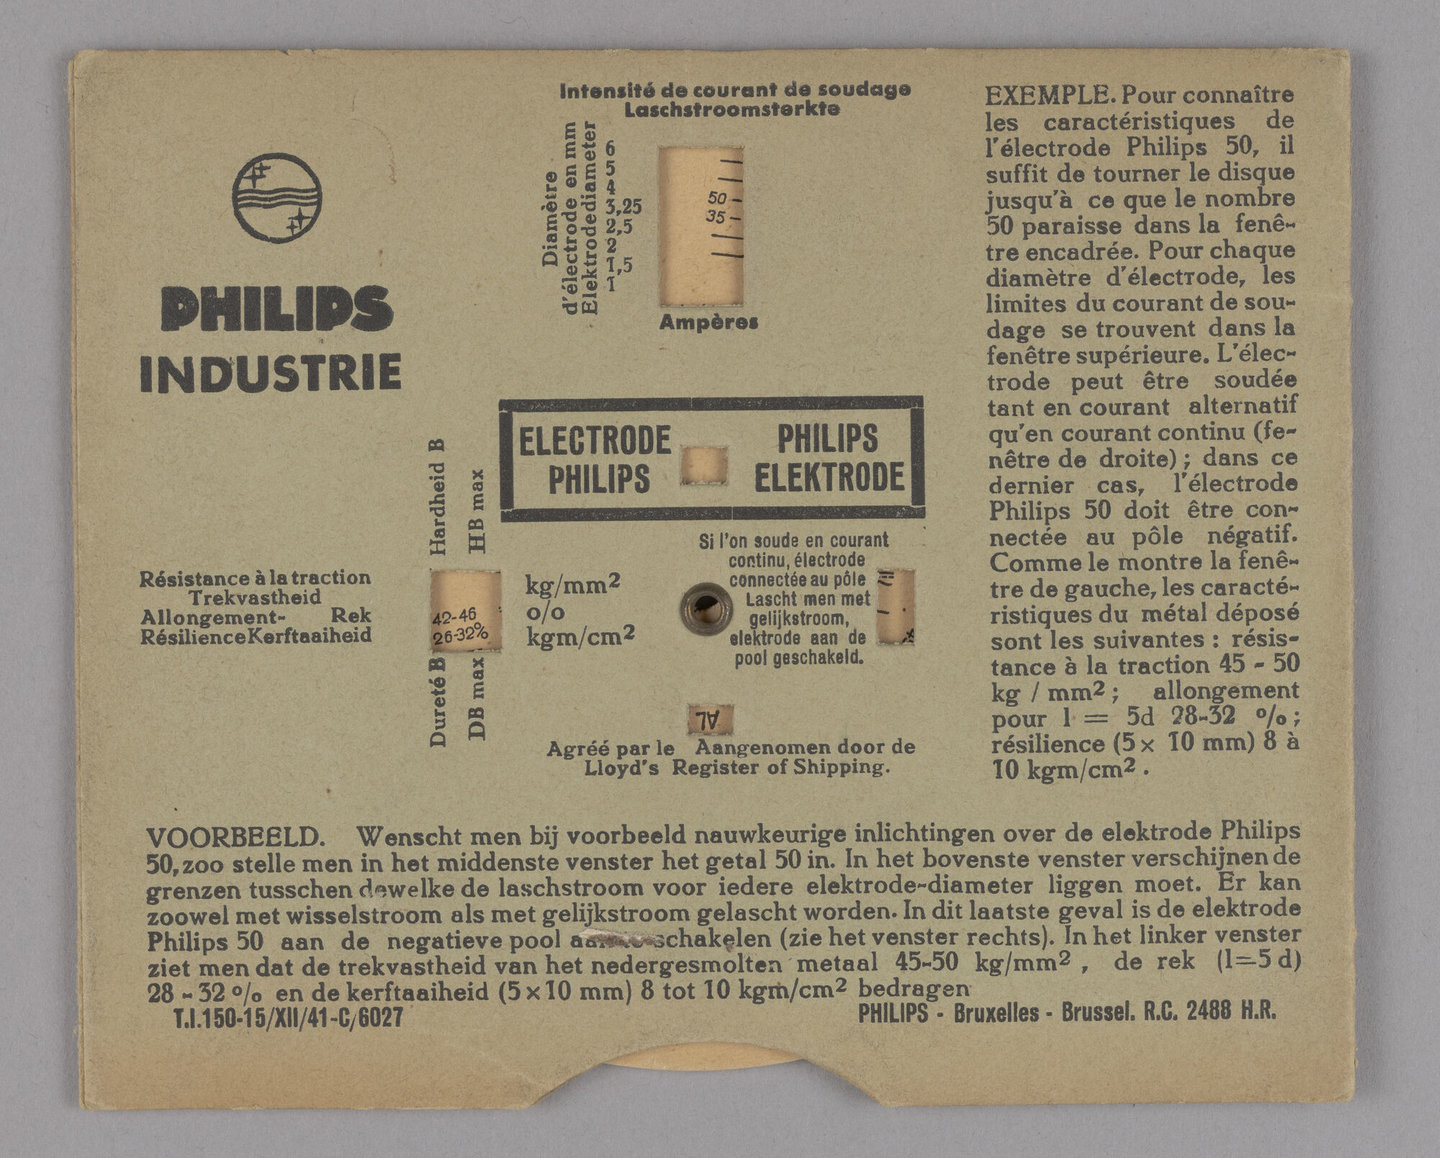 Intensité de courant de soudage
Laschstroomsterkte
Diamètre
d'électrode en mm
Elektrodediameter
6
5
4
3,25
2,5
2
1,5
1
50
35
Ampères
PHILIPS
INDUSTRIE
ELECTRODE
PHILIPS
PHILIPS
ELEKTRODE
Hardheid B
HB max
Résistance à la traction
Trekvastheid
Allongement- Rek
Résilience Kerftaaiheid
42-46
26-32%
kg/mm²
o/o
kgm/cm²
Dureté B
DB max
Si l'on soude en courant
continu, électrode
connectée au pôle
Lascht men met
gelijkstroom,
elektrode aan de
pool geschakeld.
AL
Agréé par le Aangenomen door de
Lloyd's Register of Shipping.
EXEMPLE. Pour connaître
les caractéristiques de
l'électrode Philips 50, il
suffit de tourner le disque
jusqu'à ce que le nombre
50 paraisse dans la fenê-
tre encadrée. Pour chaque
diamètre d'électrode, les
limites du courant de sou-
dage se trouvent dans la
fenêtre supérieure. L'élec-
trode peut être soudée
tant en courant alternatif
qu'en courant continu (fe-
nêtre de droite) ; dans ce
dernier cas, l'électrode
Philips 50 doit être con-
nectée au pôle négatif.
Comme le montre la fenê-
tre de gauche, les caracté-
ristiques du métal déposé
sont les suivantes : résis-
tance à la traction 45 - 50
kg / mm² ; allongement
pour l = 5d 28-32 % ;
résilience (5 x 10 mm) 8 à
10 kgm/cm² .
VOORBEELD. Wenscht men bij voorbeeld nauwkeurige inlichtingen over de elektrode Philips
50, zoo stelle men in het middenste venster het getal 50 in. In het bovenste venster verschijnen de
grenzen tusschen dewelke de laschstroom voor iedere elektrode-diameter liggen moet. Er kan
zoowel met wisselstroom als met gelijkstroom gelascht worden. In dit laatste geval is de elektrode
Philips 50 aan de negatieve pool schakelen (zie het venster rechts). In het linker venster
ziet men dat de trekvastheid van het nedergesmolten metaal 45-50 kg/mm² , de rek (l=5 d)
28 - 32 % en de kerftaaiheid (5 x 10 mm) 8 tot 10 kgm/cm² bedragen
T.I.150-15/XII/41-C/6027
PHILIPS - Bruxelles - Brussel. R.C. 2488 H.R.